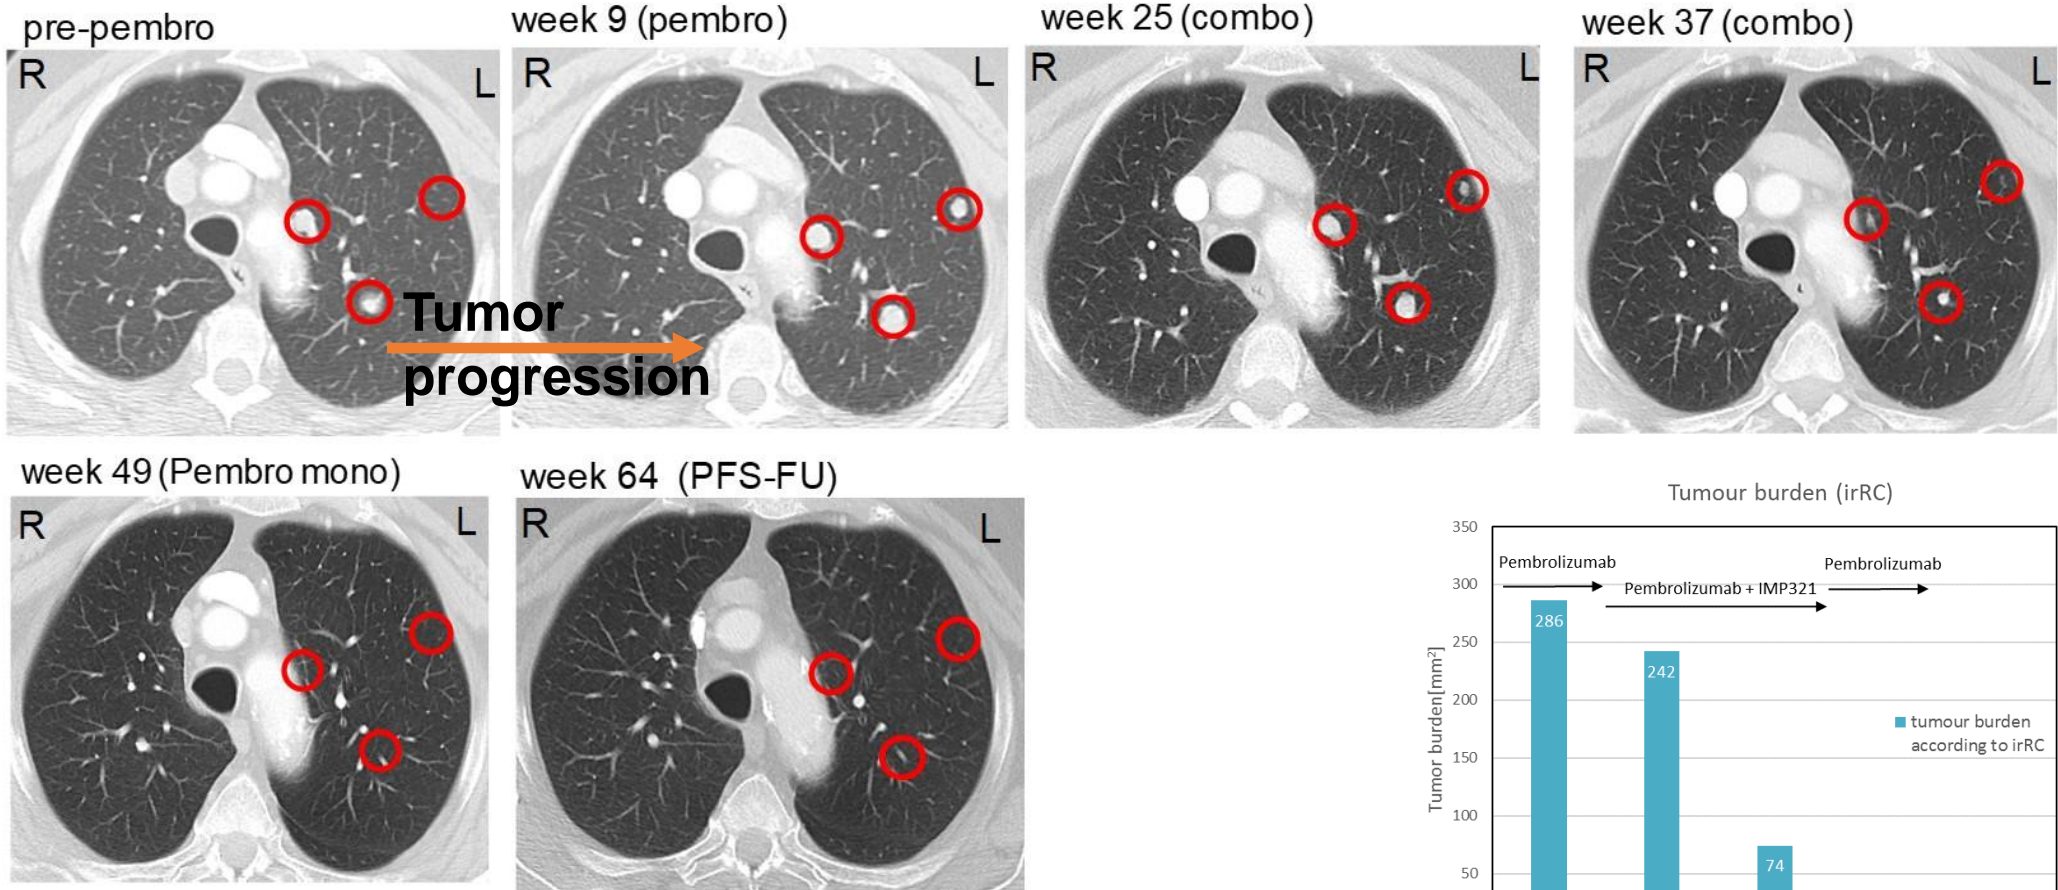 pre-pembro
week 9 (pembro)
week 25 (combo)
week 37 (combo)
R
L
R
L
R
L
R
L
Tumor
progression
week 49 (Pembro mono)
week 64 (PFS-FU)
R
L
R
L
Tumour burden (irRC)
350
300
250
200
150
100
50
Tumor burden[mm²]
Pembrolizumab
Pembrolizumab + IMP321
Pembrolizumab
286
242
74
tumour burden
according to irRC